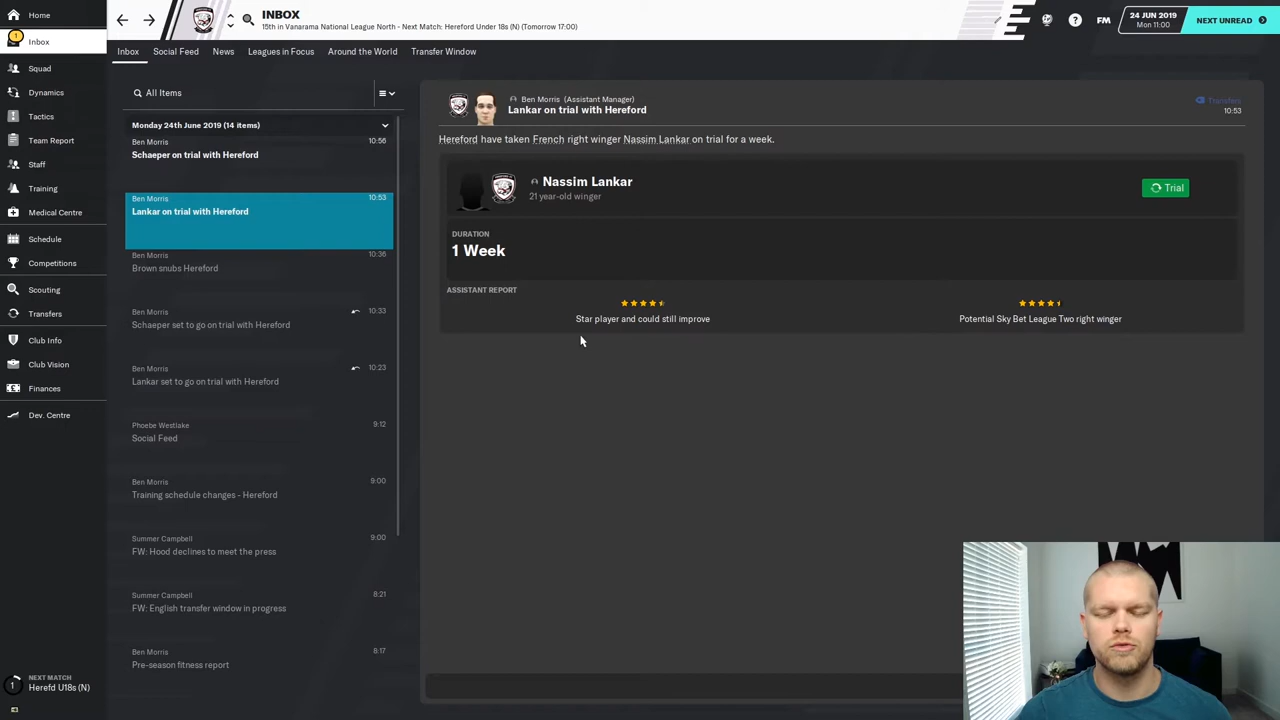 Home
Inbox
Squad
Dynamics
Tactics
Team Report
Staff
Training
Medical Centre
Schedule
Competitions
Scouting
Transfers
Club Info
Club Vision
Finances
Dev. Centre
NEXT MATCH
Herefd U18s (N)
INBOX
15th in Vanarama National League North - Next Match: Hereford Under 18s (N) (Tomorrow 17:00)
FM
24 JUN 2019
Mon 11:00
NEXT UNREAD
Inbox Social Feed News Leagues in Focus Around the World Transfer Window
All Items
Monday 24th June 2019 (14 items)
Ben Morris 10:56
Schaeper on trial with Hereford
Ben Morris 10:53
Lankar on trial with Hereford
Ben Morris 10:36
Brown snubs Hereford
Ben Morris 10:33
Schaeper set to go on trial with Hereford
Ben Morris 10:23
Lankar set to go on trial with Hereford
Phoebe Westlake 9:12
Social Feed
Ben Morris 9:00
Training schedule changes - Hereford
Summer Campbell 9:00
FW: Hood declines to meet the press
Summer Campbell 8:21
FW: English transfer window in progress
Ben Morris 8:17
Pre-season fitness report
Ben Morris (Assistant Manager)
Lankar on trial with Hereford
Transfers
10:53
Hereford have taken French right winger Nassim Lankar on trial for a week.
Nassim Lankar
21 year-old winger
Trial
DURATION
1 Week
ASSISTANT REPORT
Star player and could still improve
Potential Sky Bet League Two right winger